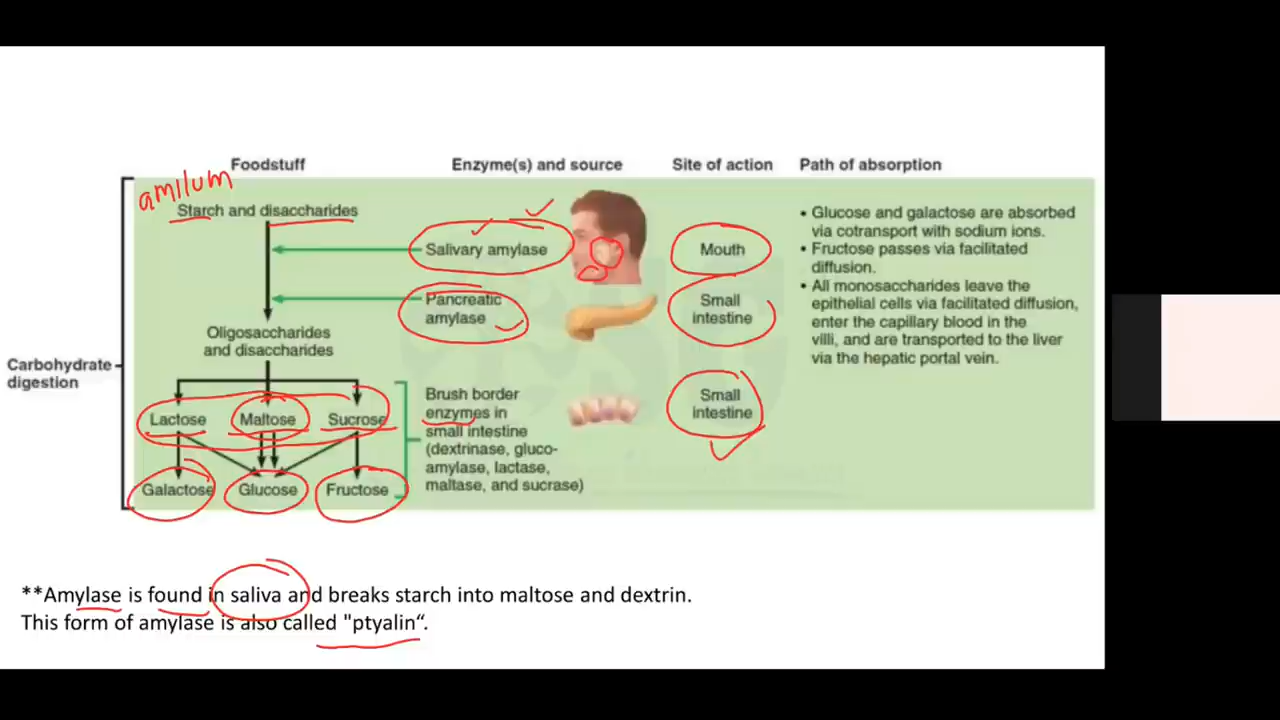 Foodstuff
Enzyme(s) and source
Site of action
Path of absorption
amilum
Starch and disaccharides
Salivary amylase
Mouth
Pancreatic
amylase
Small
intestine
Oligosaccharides
and disaccharides
Carbohydrate
digestion
Lactose
Maltose
Sucrose
Galactose
Glucose
Fructose
Brush border
enzymes in
small intestine
(dextrinase, gluco-
amylase, lactase,
maltase, and sucrase)
Small
intestine
• Glucose and galactose are absorbed
via cotransport with sodium ions.
• Fructose passes via facilitated
diffusion.
• All monosaccharides leave the
epithelial cells via facilitated diffusion,
enter the capillary blood in the
villi, and are transported to the liver
via the hepatic portal vein.
**Amylase is found in saliva and breaks starch into maltose and dextrin.
This form of amylase is also called "ptyalin“.